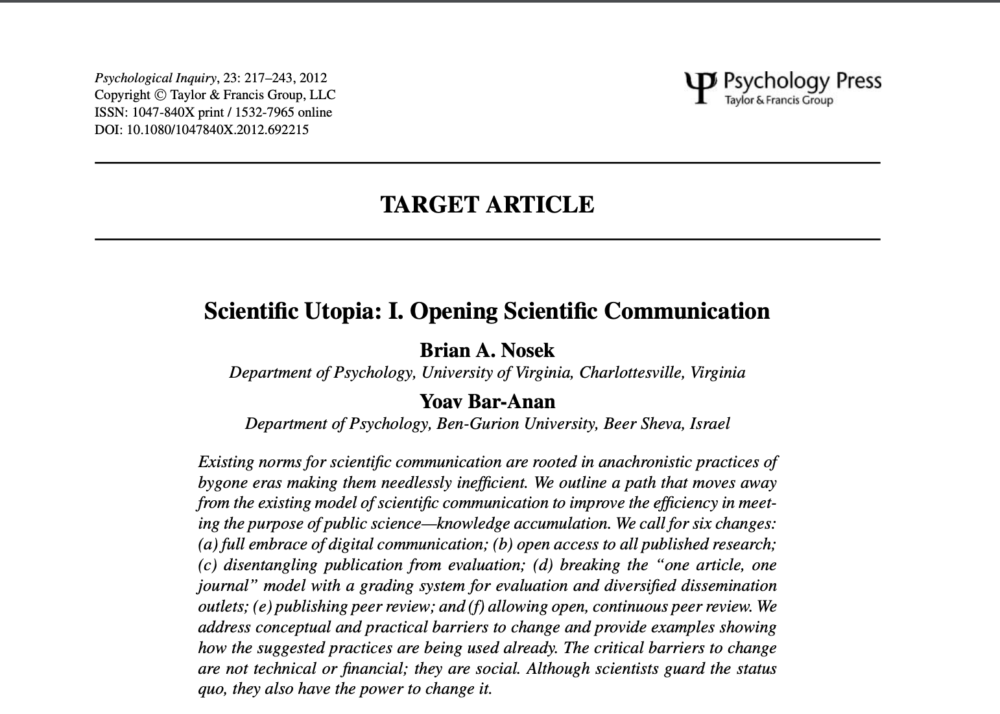 Psychological Inquiry, 23: 217–243, 2012
Copyright © Taylor & Francis Group, LLC
ISSN: 1047-840X print / 1532-7965 online
DOI: 10.1080/1047840X.2012.692215
Psychology Press
Taylor & Francis Group
TARGET ARTICLE
Scientific Utopia: I. Opening Scientific Communication
Brian A. Nosek
Department of Psychology, University of Virginia, Charlottesville, Virginia
Yoav Bar-Anan
Department of Psychology, Ben-Gurion University, Beer Sheva, Israel
Existing norms for scientific communication are rooted in anachronistic practices of
bygone eras making them needlessly inefficient. We outline a path that moves away
from the existing model of scientific communication to improve the efficiency in meet-
ing the purpose of public science—knowledge accumulation. We call for six changes:
(a) full embrace of digital communication; (b) open access to all published research;
(c) disentangling publication from evaluation; (d) breaking the “one article, one
journal” model with a grading system for evaluation and diversified dissemination
outlets; (e) publishing peer review; and (f) allowing open, continuous peer review. We
address conceptual and practical barriers to change and provide examples showing
how the suggested practices are being used already. The critical barriers to change
are not technical or financial; they are social. Although scientists guard the status
quo, they also have the power to change it.